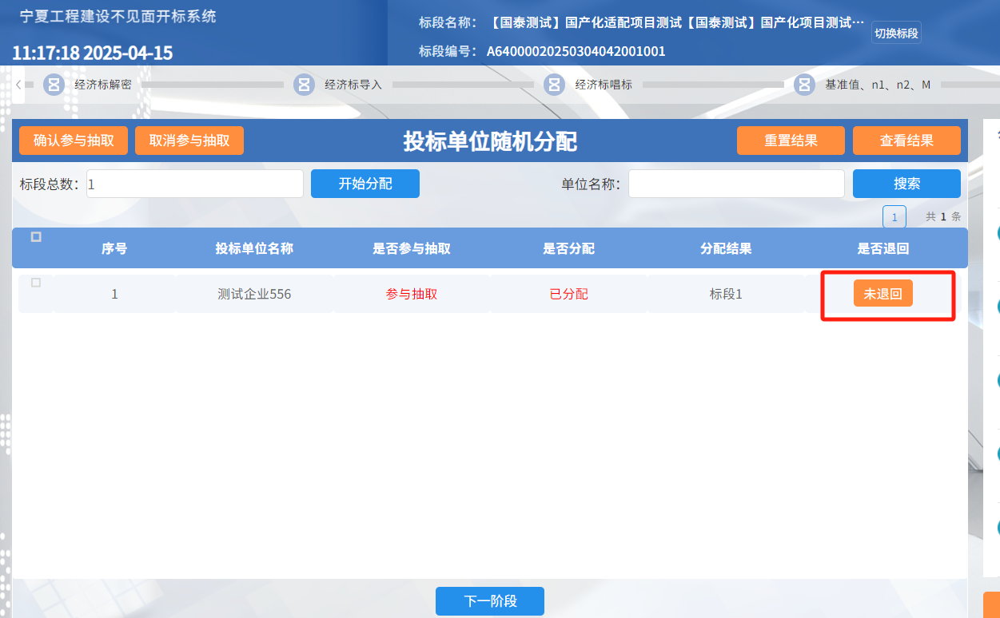 宁夏工程建设不见面开标系统
标段名称： 【国泰测试】国产化适配项目测试【国泰测试】国产化项目测试…
切换标段
11:17:18 2025-04-15
标段编号： A64000020250304042001001
经济标解密 经济标导入 经济标唱标 基准值、n1、n2、M
确认参与抽取 取消参与抽取 投标单位随机分配 重置结果 查看结果
标段总数： 1 开始分配 单位名称： 搜索
1 共 1 条
序号 投标单位名称 是否参与抽取 是否分配 分配结果 是否退回
1 测试企业556 参与抽取 已分配 标段1 未退回
下一阶段